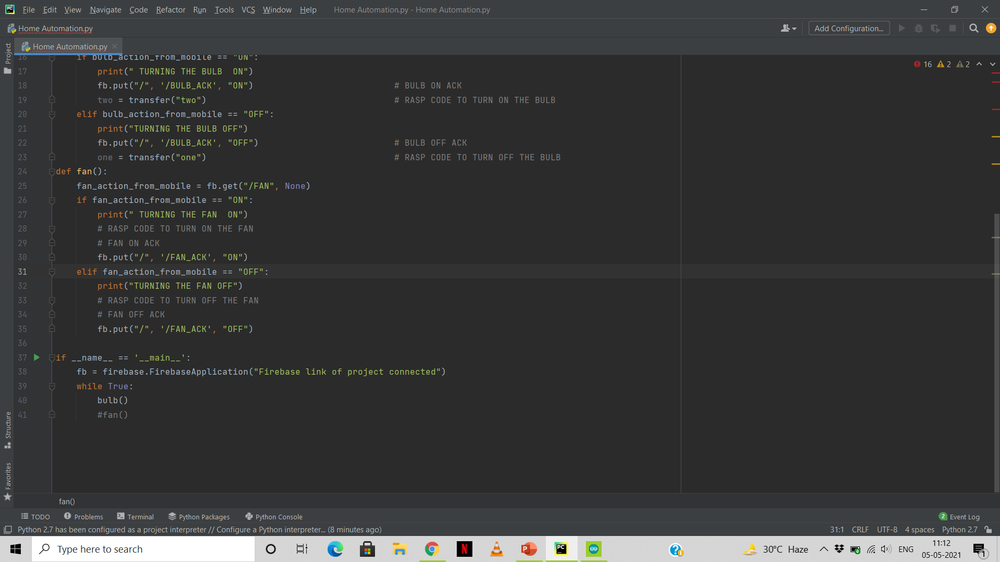 File Edit View Navigate Code Refactor Run Tools VCS Window Help Home Automation.py - Home Automation.py
Home Automation.py Add Configuration...
Project Home Automation.py
16 if bulb_action_from_mobile == "ON": 16 2 2
17 print(" TURNING THE BULB  ON")
18 fb.put("/", '/BULB_ACK', "ON") # BULB ON ACK
19 two = transfer("two") # RASP CODE TO TURN ON THE BULB
20 elif bulb_action_from_mobile == "OFF":
21 print("TURNING THE BULB OFF")
22 fb.put("/", '/BULB_ACK', "OFF") # BULB OFF ACK
23 one = transfer("one") # RASP CODE TO TURN OFF THE BULB
24 def fan():
25 fan_action_from_mobile = fb.get("/FAN", None)
26 if fan_action_from_mobile == "ON":
27 print(" TURNING THE FAN  ON")
28 # RASP CODE TO TURN ON THE FAN
29 # FAN ON ACK
30 fb.put("/", '/FAN_ACK', "ON")
31 elif fan_action_from_mobile == "OFF":
32 print("TURNING THE FAN OFF")
33 # RASP CODE TO TURN OFF THE FAN
34 # FAN OFF ACK
35 fb.put("/", '/FAN_ACK', "OFF")
36
37 if __name__ == '__main__':
38 fb = firebase.FirebaseApplication("Firebase link of project connected")
39 while True:
40 bulb()
41 #fan()
Structure
Favorites
fan()
TODO Problems Terminal Python Packages Python Console 2 Event Log
Python 2.7 has been configured as a project interpreter // Configure a Python interpreter... (8 minutes ago) 31:1 CRLF UTF-8 4 spaces Python 2.7
Type here to search 30°C Haze ENG 11:12
05-05-2021 1